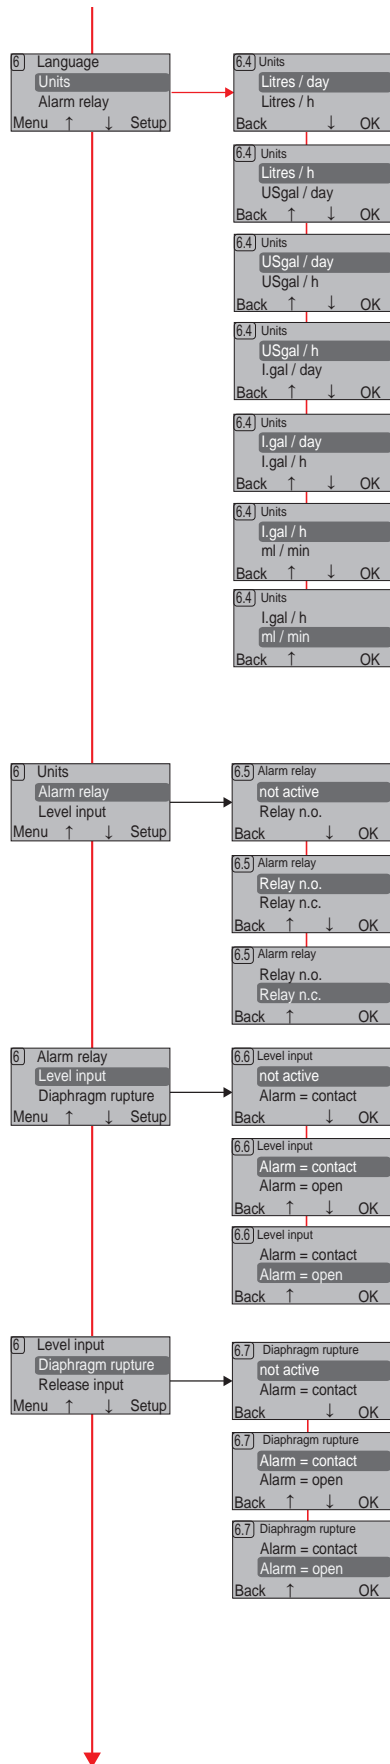 6 Language
Units
Alarm relay
Menu ↑ ↓ Setup
6.4 Units
Litres / day
Litres / h
Back ↓ OK
6.4 Units
Litres / h
USgal / day
Back ↑ ↓ OK
6.4 Units
USgal / day
USgal / h
Back ↑ ↓ OK
6.4 Units
USgal / h
I.gal / day
Back ↑ ↓ OK
6.4 Units
I.gal / day
I.gal / h
Back ↑ ↓ OK
6.4 Units
I.gal / h
ml / min
Back ↑ ↓ OK
6.4 Units
I.gal / h
ml / min
Back ↑ OK
6 Units
Alarm relay
Level input
Menu ↑ ↓ Setup
6.5 Alarm relay
not active
Relay n.o.
Back ↓ OK
6.5 Alarm relay
Relay n.o.
Relay n.c.
Back ↑ ↓ OK
6.5 Alarm relay
Relay n.o.
Relay n.c.
Back ↑ OK
6 Alarm relay
Level input
Diaphragm rupture
Menu ↑ ↓ Setup
6.6 Level input
not active
Alarm = contact
Back ↓ OK
6.6 Level input
Alarm = contact
Alarm = open
Back ↑ ↓ OK
6.6 Level input
Alarm = contact
Alarm = open
Back ↑ OK
6 Level input
Diaphragm rupture
Release input
Menu ↑ ↓ Setup
6.7 Diaphragm rupture
not active
Alarm = contact
Back ↓ OK
6.7 Diaphragm rupture
Alarm = contact
Alarm = open
Back ↑ ↓ OK
6.7 Diaphragm rupture
Alarm = contact
Alarm = open
Back ↑ OK